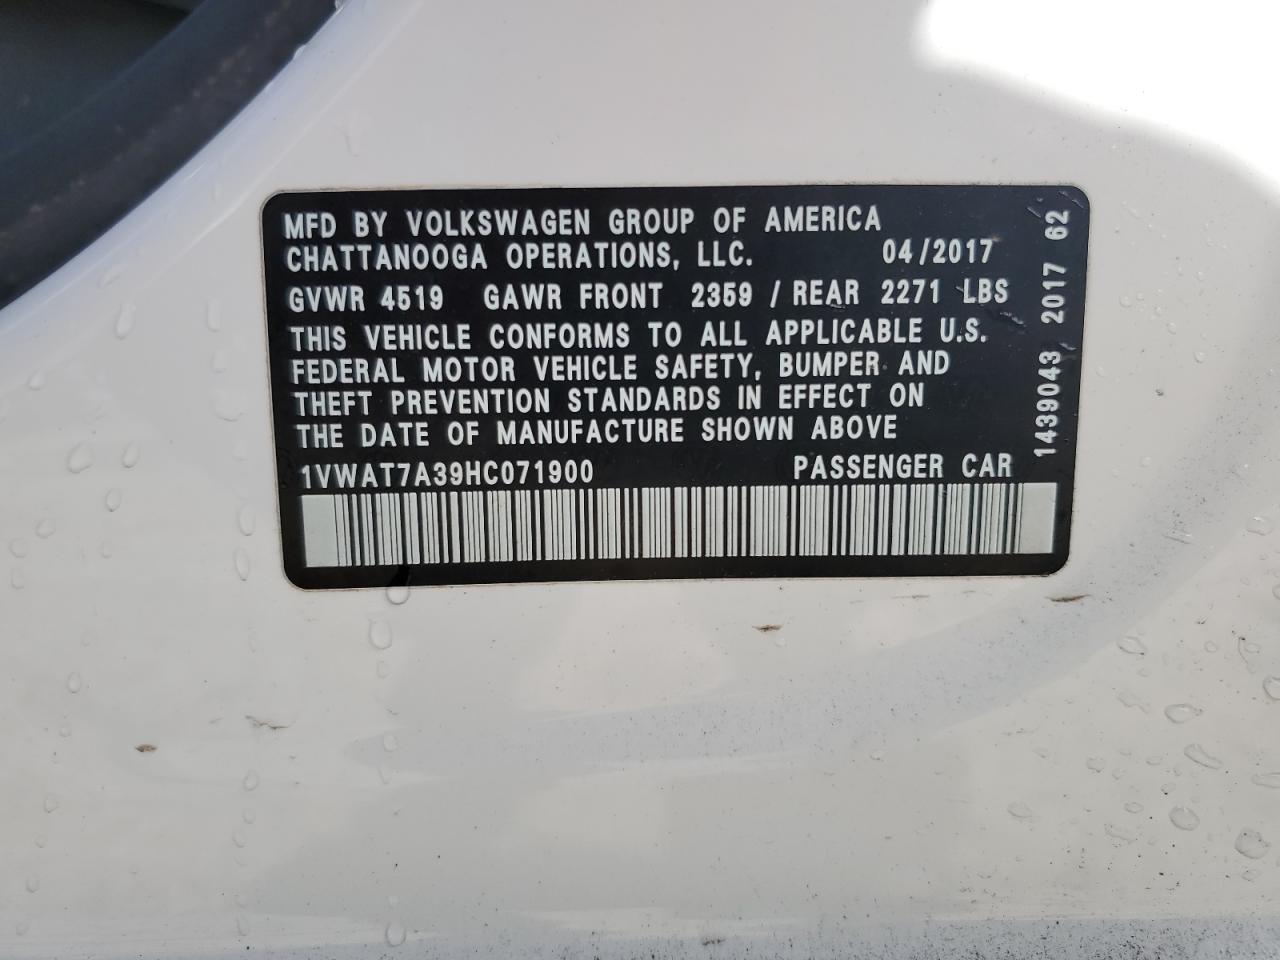 MFD BY VOLKSWAGEN GROUP OF AMERICA
CHATTANOOGA OPERATIONS, LLC. 04/2017
GVWR 4519 GAWR FRONT 2359 / REAR 2271 LBS
THIS VEHICLE CONFORMS TO ALL APPLICABLE U.S.
FEDERAL MOTOR VEHICLE SAFETY, BUMPER AND
THEFT PREVENTION STANDARDS IN EFFECT ON
THE DATE OF MANUFACTURE SHOWN ABOVE
1VWAT7A39HC071900 PASSENGER CAR
1439043 2017 62